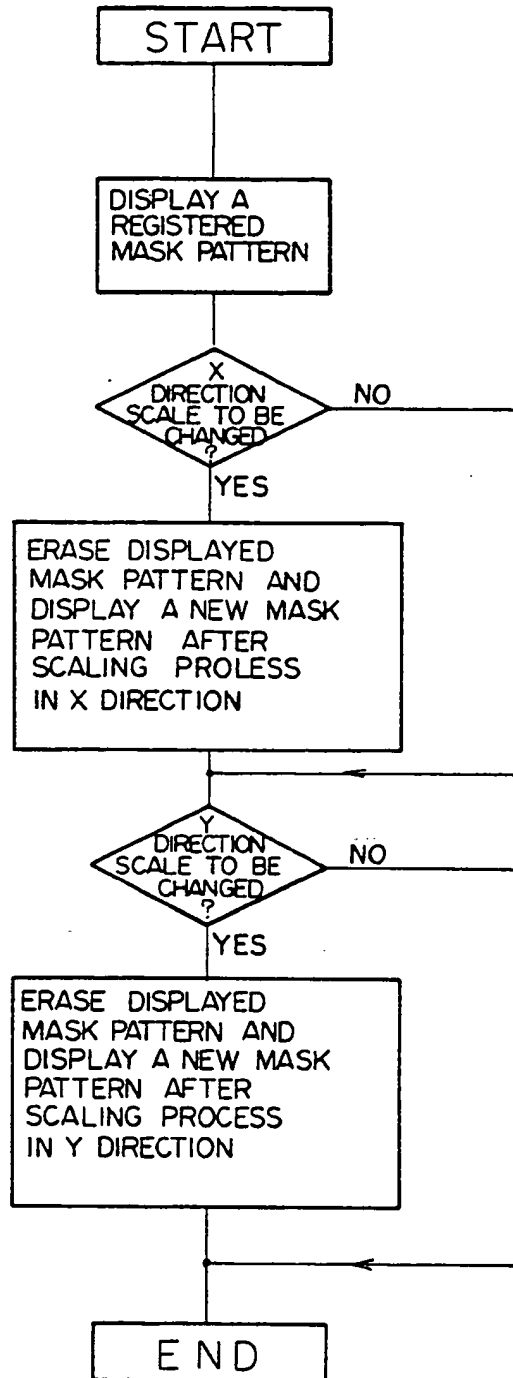 START
DISPLAY A
REGISTERED
MASK PATTERN
X
DIRECTION
SCALE TO BE
CHANGED
?
NO
YES
ERASE DISPLAYED
MASK PATTERN AND
DISPLAY A NEW MASK
PATTERN AFTER
SCALING PROLESS
IN X DIRECTION
Y
DIRECTION
SCALE TO BE
CHANGED
?
NO
YES
ERASE DISPLAYED
MASK PATTERN AND
DISPLAY A NEW MASK
PATTERN AFTER
SCALING PROCESS
IN Y DIRECTION
END